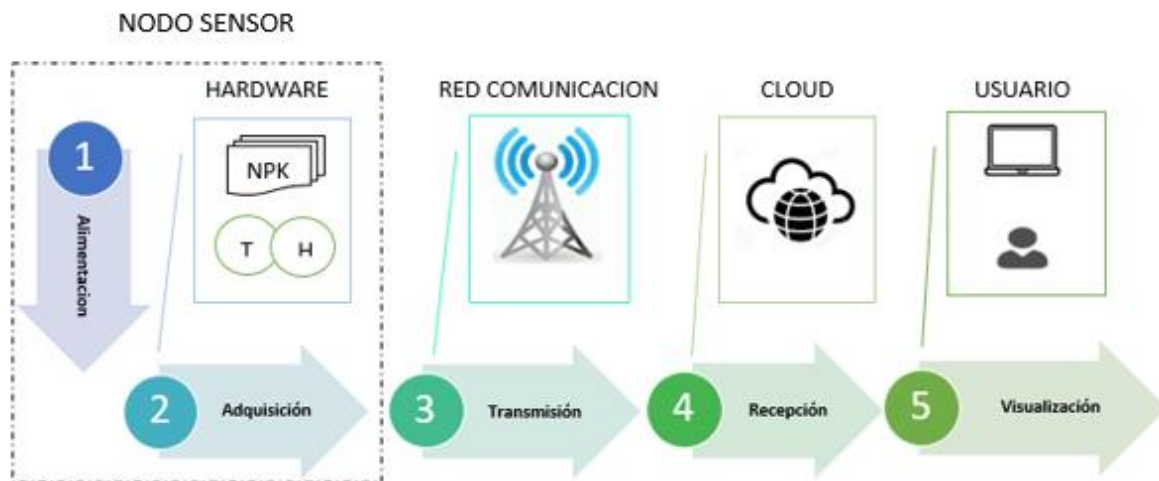 NODO SENSOR
HARDWARE
RED COMUNICACION
CLOUD
USUARIO
1
NPK
T
H
Alimentacion
2
Adquisición
3
Transmisión
4
Recepción
5
Visualización